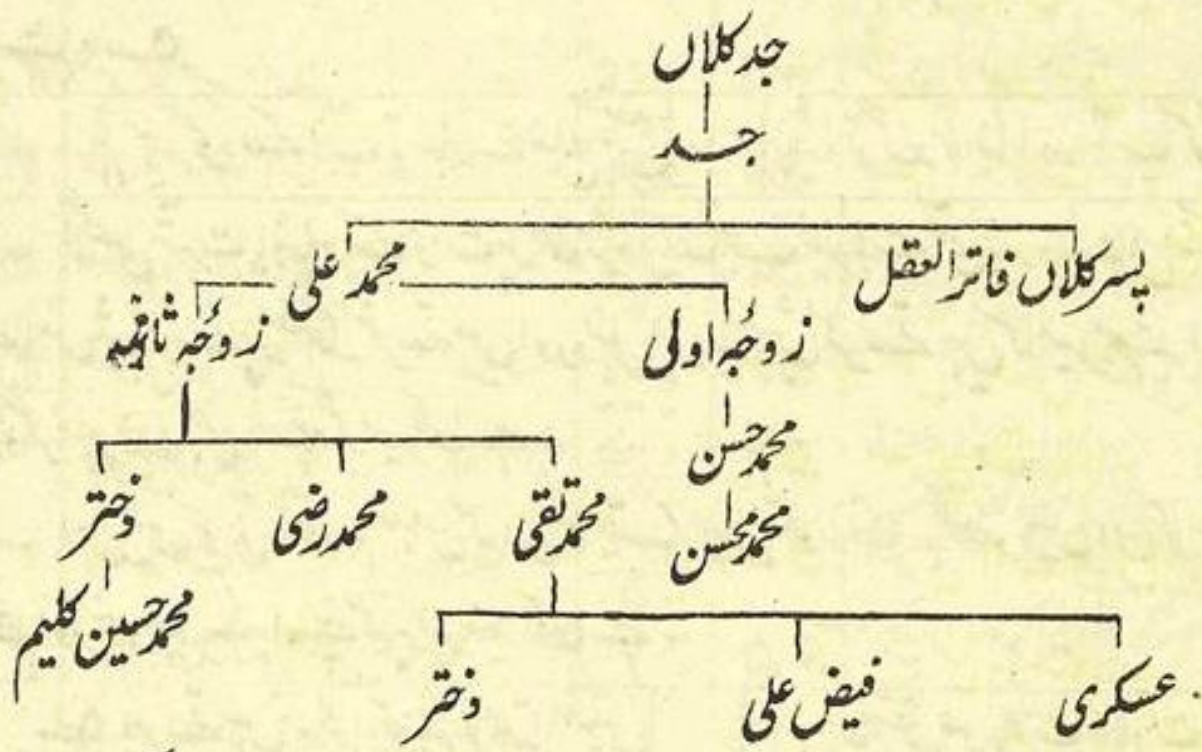 جد کلاں
جد
پسر کلاں فاتر العقل محمد علی
زوجۂ اولی زوجۂ ثانیہ
محمد حسن
محمد تقی محمد رضی دختر
محمد محسن
محمد حسین کلیم
عسکری فیض علی دختر